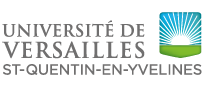 UNIVERSITÉ DE
VERSAILLES
ST-QUENTIN-EN-YVELINES